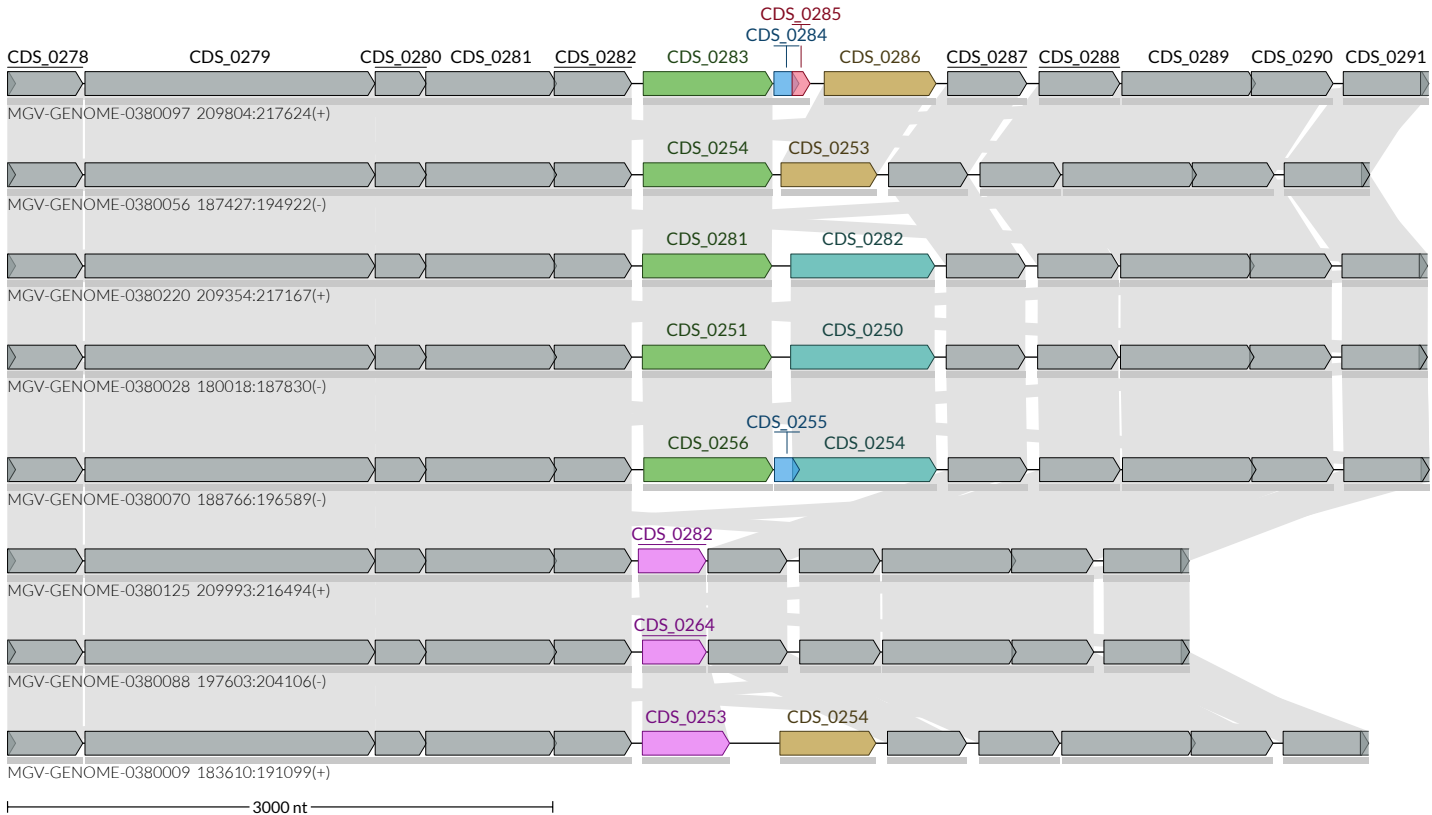 CDS_0285
CDS_0284
CDS_0278 CDS_0279 CDS_0280 CDS_0281 CDS_0282 CDS_0283 CDS_0286 CDS_0287 CDS_0288 CDS_0289 CDS_0290 CDS_0291
MGV-GENOME-0380097 209804:217624(+)
CDS_0254 CDS_0253
MGV-GENOME-0380056 187427:194922(-)
CDS_0281 CDS_0282
MGV-GENOME-0380220 209354:217167(+)
CDS_0251 CDS_0250
MGV-GENOME-0380028 180018:187830(-)
CDS_0255
CDS_0256 CDS_0254
MGV-GENOME-0380070 188766:196589(-)
CDS_0282
MGV-GENOME-0380125 209993:216494(+)
CDS_0264
MGV-GENOME-0380088 197603:204106(-)
CDS_0253 CDS_0254
MGV-GENOME-0380009 183610:191099(+)
3000 nt